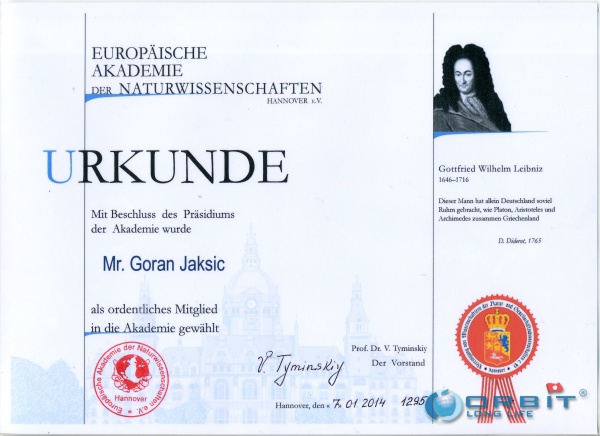 EUROPÄISCHE
AKADEMIE
DER NATURWISSENSCHAFTEN
HANNOVER e.V.
URKUNDE
Mit Beschluss des Präsidiums
der Akademie wurde
Mr. Goran Jaksic
als ordentliches Mitglied
in die Akademie gewählt
Gottfried Wilhelm Leibniz
1646–1716
Dieser Mann hat allein Deutschland soviel
Ruhm gebracht, wie Platon, Aristoteles und
Archimedes zusammen Griechenland
D. Diderot, 1765
Europäische Akademie der Naturwissenschaften e.V.
Hannover
V. Tyminskiy
Prof. Dr. V. Tyminskiy
Der Vorstand
Hannover, den « 7. 01 2014 1295
ORBIT®
LONG LIFE